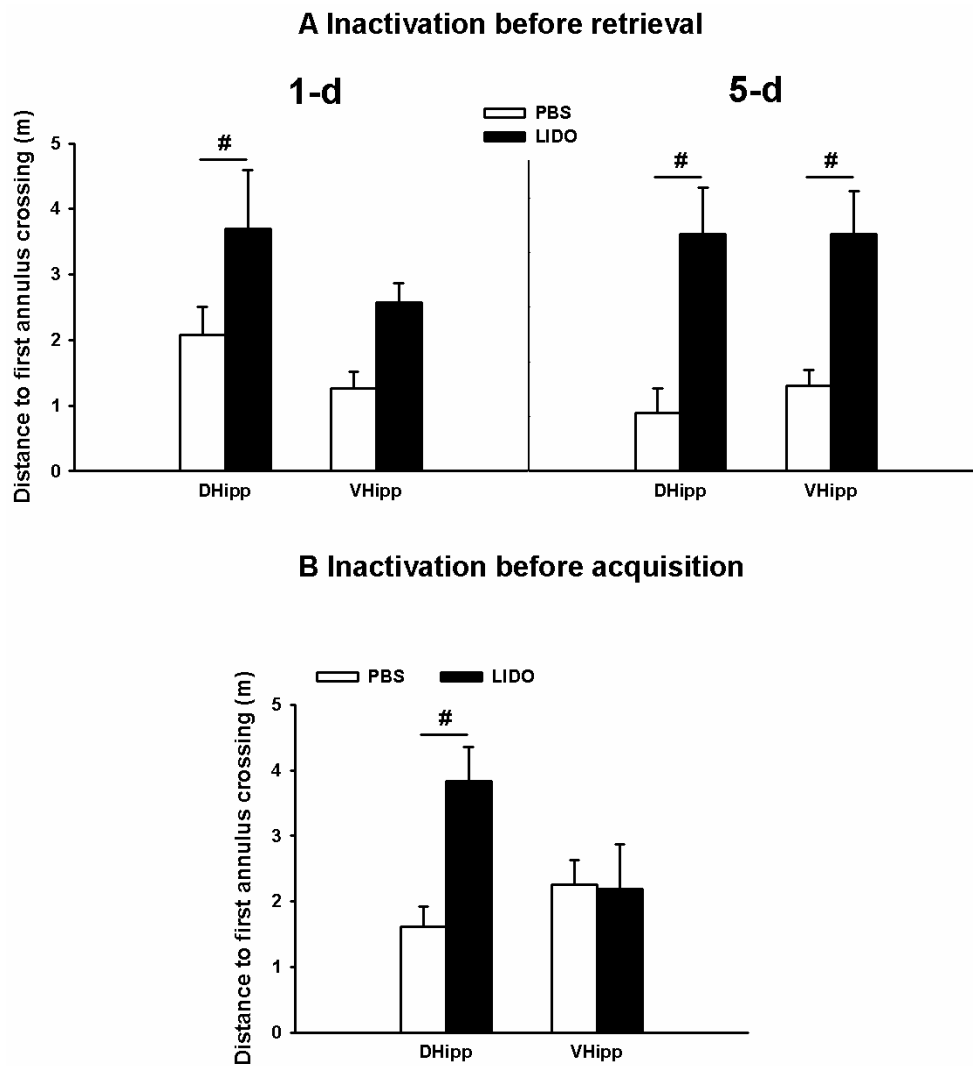 A Inactivation before retrieval
1-d
5-d
PBS
LIDO
Distance to first annulus crossing (m)
5
4
3
2
1
0
#
#
#
DHipp
VHipp
DHipp
VHipp
B Inactivation before acquisition
PBS
LIDO
Distance to first annulus crossing (m)
5
4
3
2
1
0
#
DHipp
VHipp